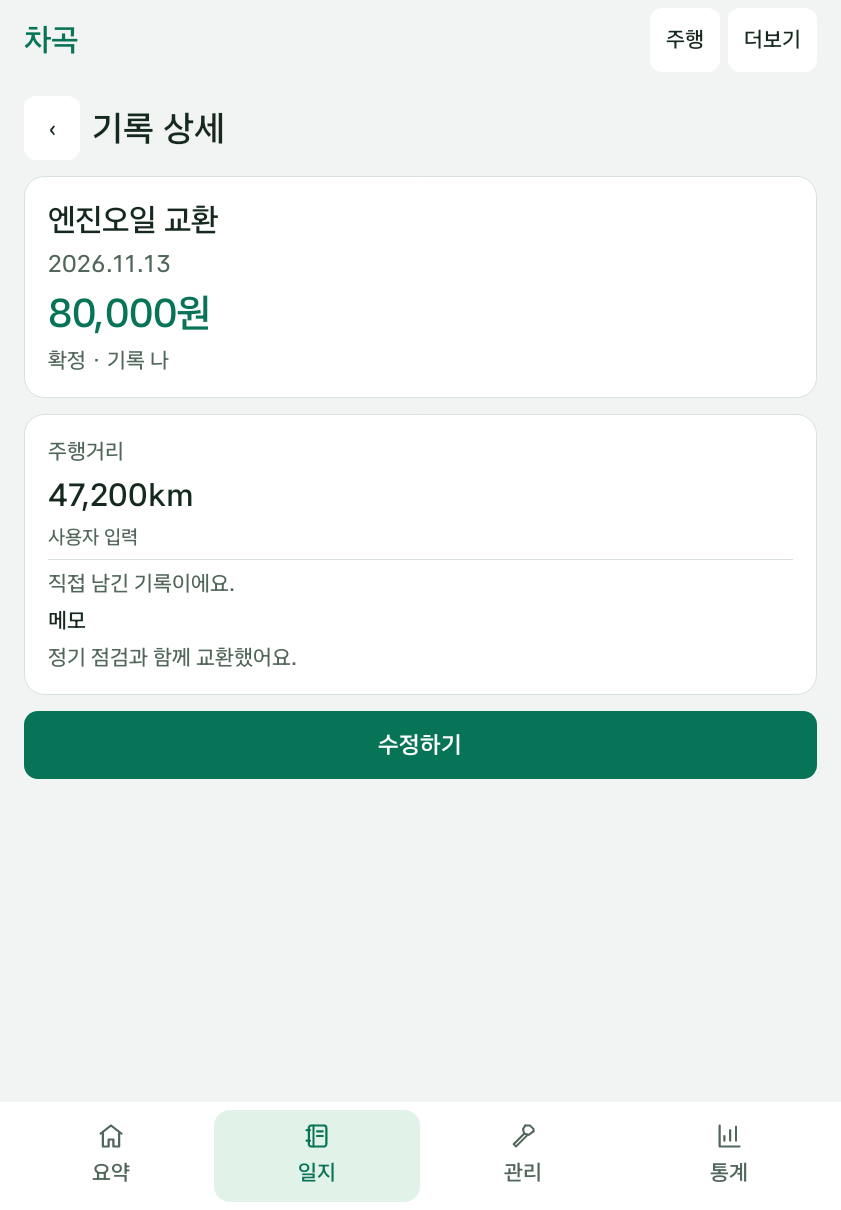 차곡
주행
더보기
‹ 기록 상세
엔진오일 교환
2026.11.13
80,000원
확정 · 기록 나
주행거리
47,200km
사용자 입력
직접 남긴 기록이에요.
메모
정기 점검과 함께 교환했어요.
수정하기
요약
일지
관리
통계